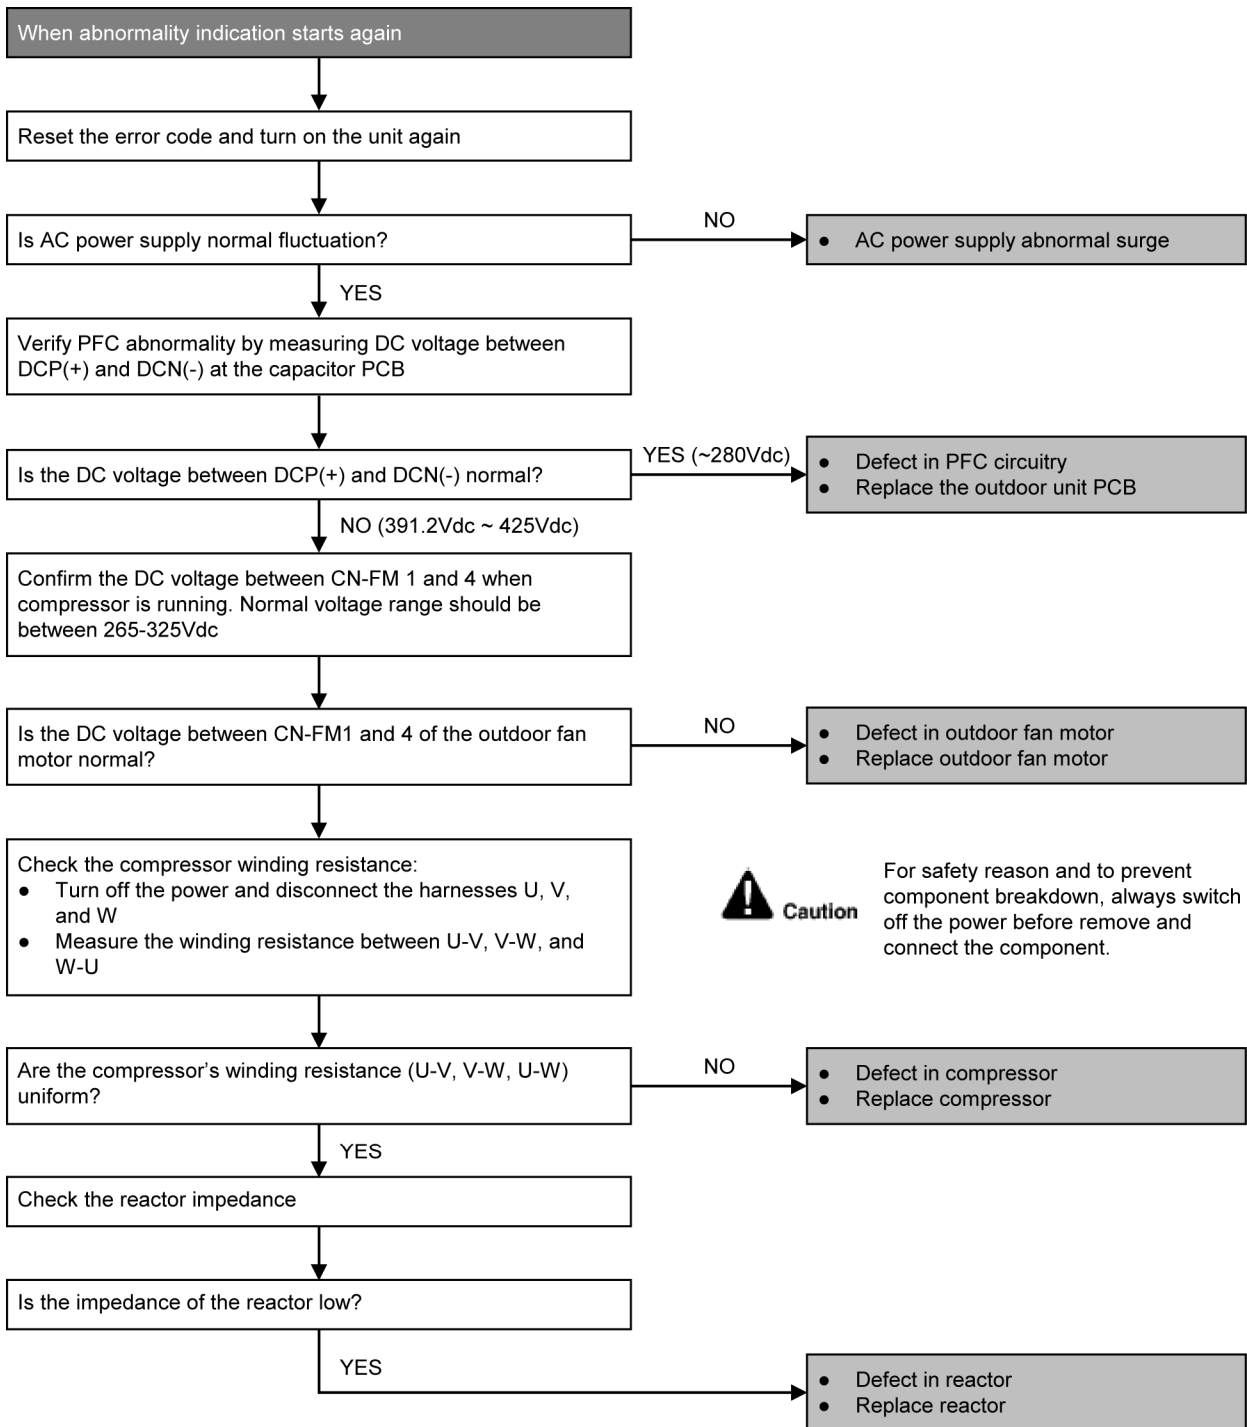 When abnormality indication starts again
Reset the error code and turn on the unit again
Is AC power supply normal fluctuation?
NO
● AC power supply abnormal surge
YES
Verify PFC abnormality by measuring DC voltage between
DCP(+) and DCN(-) at the capacitor PCB
Is the DC voltage between DCP(+) and DCN(-) normal?
YES (~280Vdc)
● Defect in PFC circuitry
● Replace the outdoor unit PCB
NO (391.2Vdc ~ 425Vdc)
Confirm the DC voltage between CN-FM 1 and 4 when
compressor is running. Normal voltage range should be
between 265-325Vdc
Is the DC voltage between CN-FM1 and 4 of the outdoor fan
motor normal?
NO
● Defect in outdoor fan motor
● Replace outdoor fan motor
Check the compressor winding resistance:
● Turn off the power and disconnect the harnesses U, V,
and W
● Measure the winding resistance between U-V, V-W, and
W-U
Caution
For safety reason and to prevent
component breakdown, always switch
off the power before remove and
connect the component.
Are the compressor’s winding resistance (U-V, V-W, U-W)
uniform?
NO
● Defect in compressor
● Replace compressor
YES
Check the reactor impedance
Is the impedance of the reactor low?
YES
● Defect in reactor
● Replace reactor